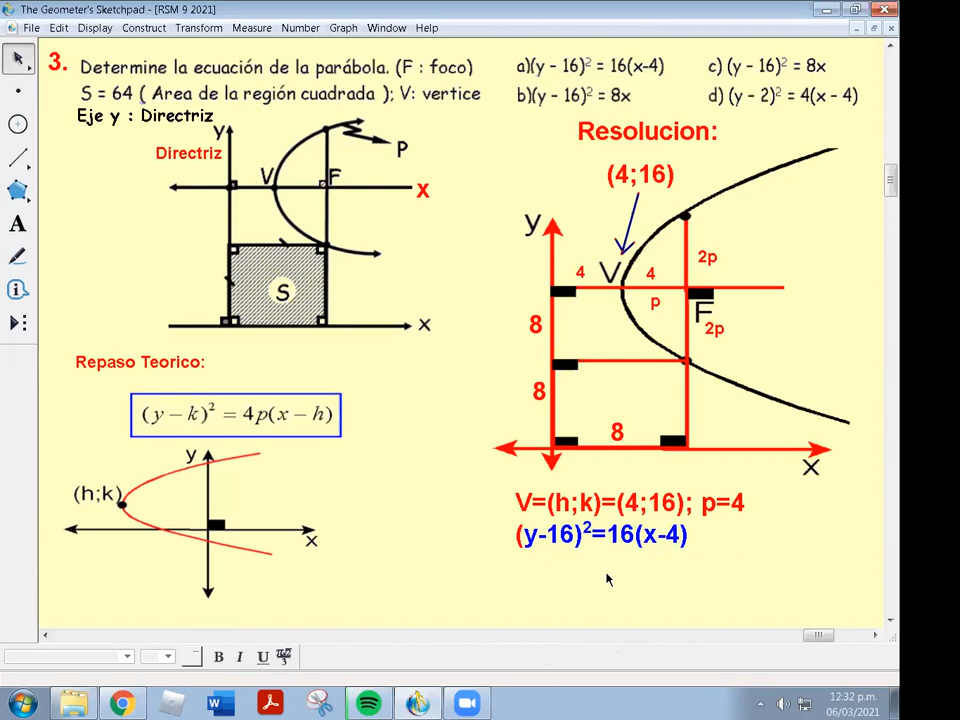 The Geometer's Sketchpad - [RSM 9 2021]
File Edit Display Construct Transform Measure Number Graph Window Help
3. Determine la ecuación de la parábola. (F : foco)
S = 64 ( Area de la región cuadrada ); V: vertice
Eje y : Directriz
a)(y - 16)² = 16(x-4)
c) (y - 16)² = 8x
b)(y - 16)² = 8x
d) (y - 2)² = 4(x - 4)
Directriz
y
P
V
F
x
S
x
Resolucion:
(4;16)
y
4
V
4
2p
p
F
2p
8
8
8
x
Repaso Teorico:
(y − k)² = 4p(x − h)
y
(h;k)
x
V=(h;k)=(4;16); p=4
(y-16)²=16(x-4)
A
B I U
W
12:32 p.m.
06/03/2021